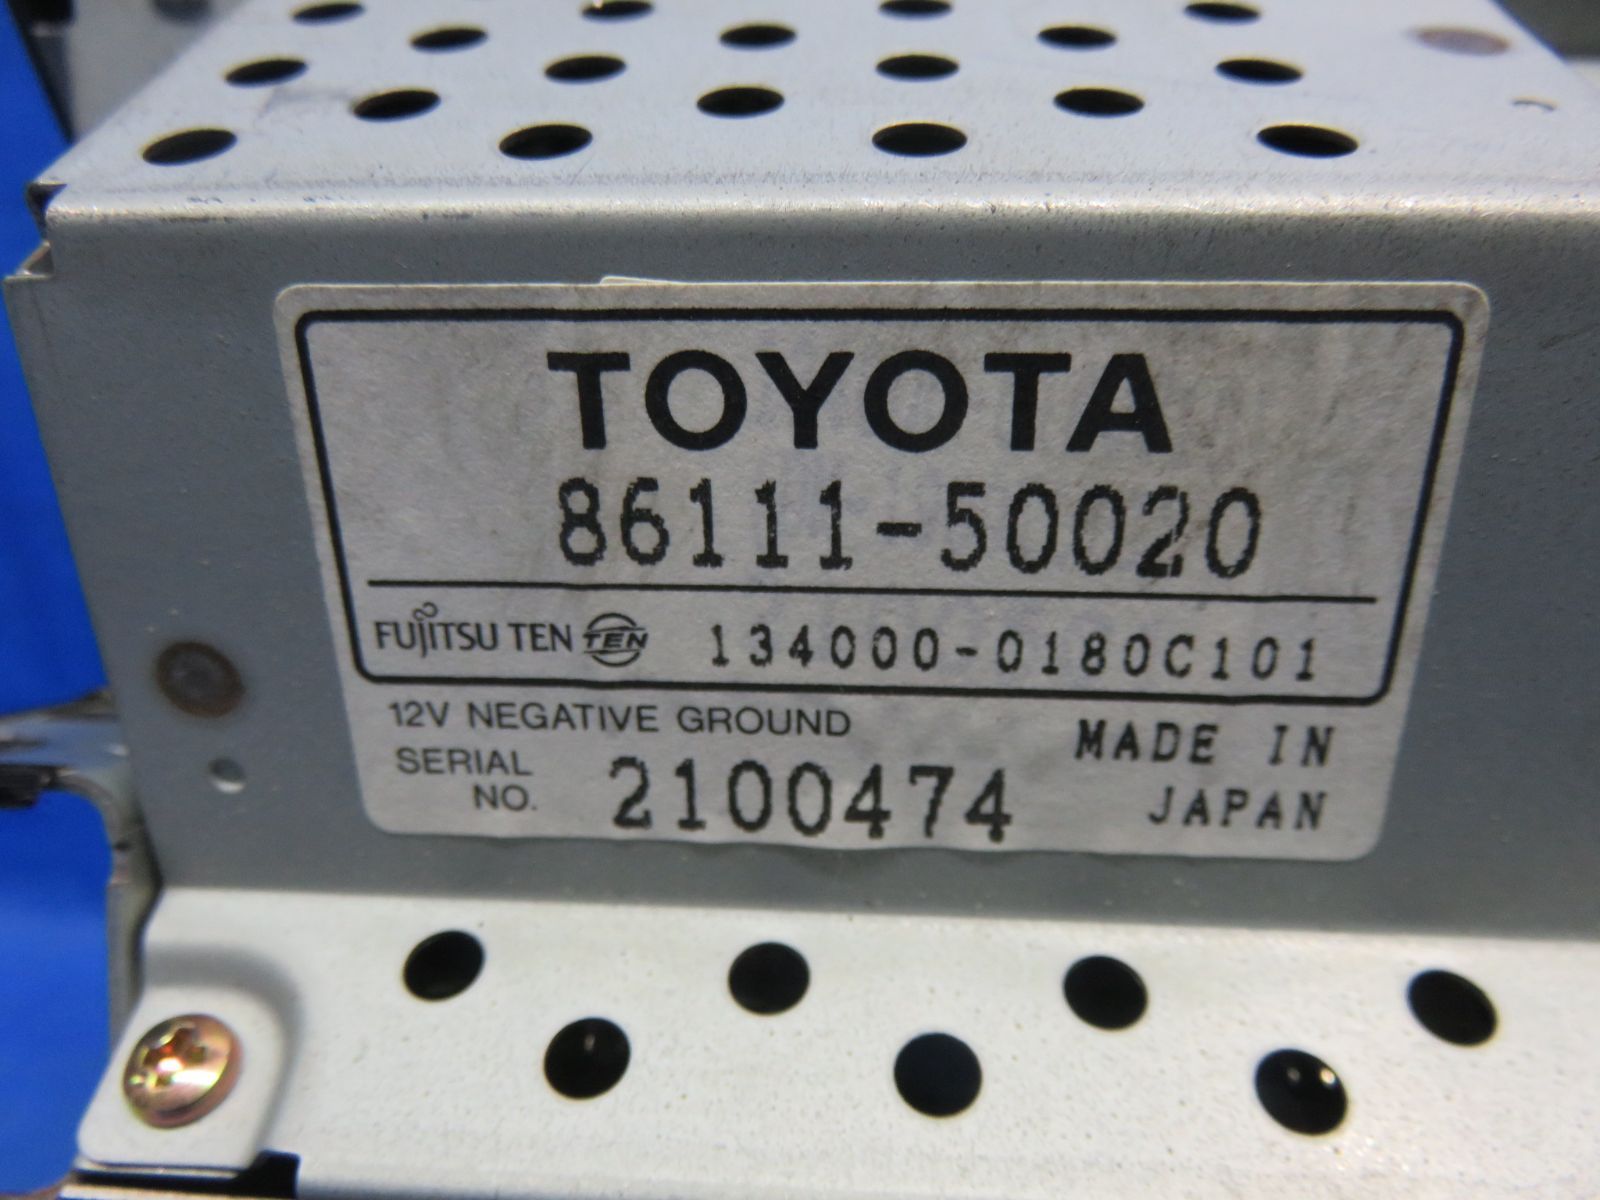 TOYOTA
86111-50020
FUJITSU TEN TEN 134000-0180C101
12V NEGATIVE GROUND
SERIAL NO. 2100474
MADE IN
JAPAN